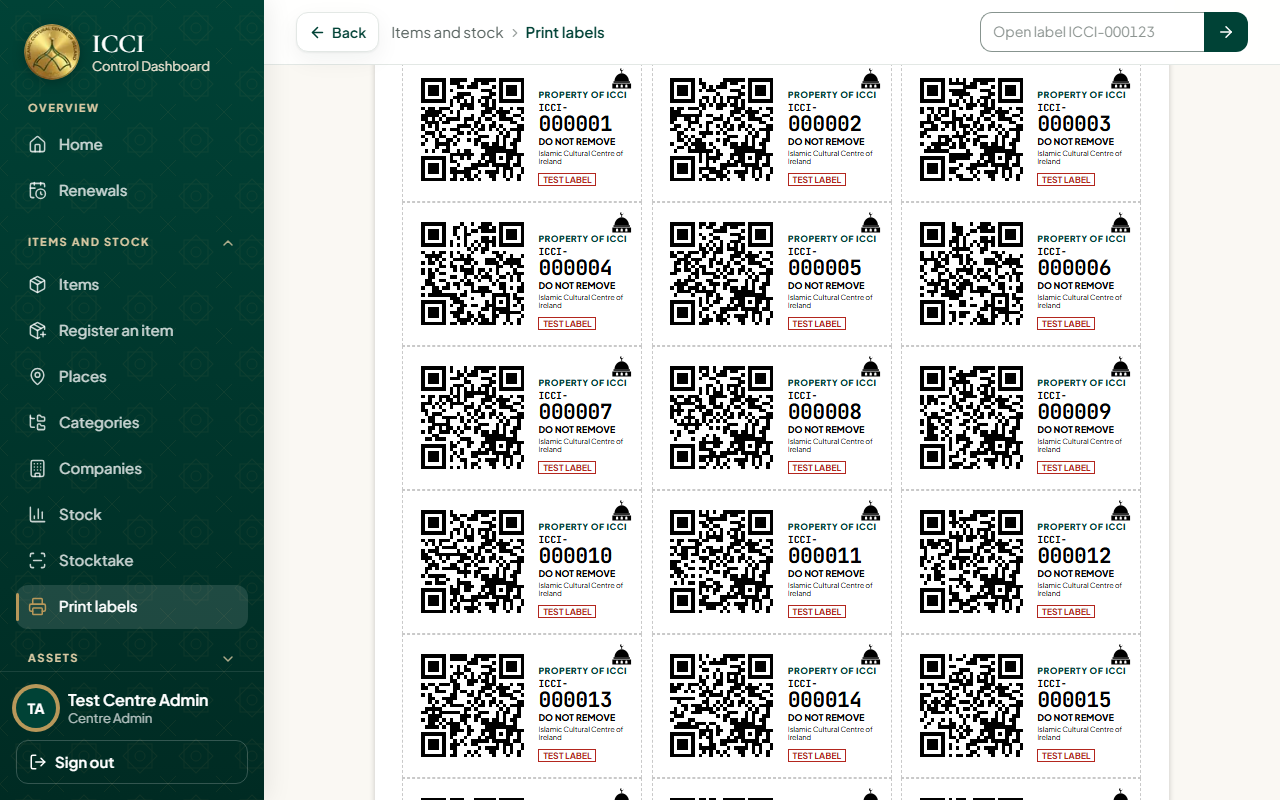 ICCI
Control Dashboard
OVERVIEW
Home
Renewals
ITEMS AND STOCK
Items
Register an item
Places
Categories
Companies
Stock
Stocktake
Print labels
ASSETS
TA
Test Centre Admin
Centre Admin
Sign out
Back
Items and stock
Print labels
Open label ICCI-000123
PROPERTY OF ICCI
ICCI-
000001
DO NOT REMOVE
Islamic Cultural Centre of
Ireland
TEST LABEL
PROPERTY OF ICCI
ICCI-
000002
DO NOT REMOVE
Islamic Cultural Centre of
Ireland
TEST LABEL
PROPERTY OF ICCI
ICCI-
000003
DO NOT REMOVE
Islamic Cultural Centre of
Ireland
TEST LABEL
PROPERTY OF ICCI
ICCI-
000004
DO NOT REMOVE
Islamic Cultural Centre of
Ireland
TEST LABEL
PROPERTY OF ICCI
ICCI-
000005
DO NOT REMOVE
Islamic Cultural Centre of
Ireland
TEST LABEL
PROPERTY OF ICCI
ICCI-
000006
DO NOT REMOVE
Islamic Cultural Centre of
Ireland
TEST LABEL
PROPERTY OF ICCI
ICCI-
000007
DO NOT REMOVE
Islamic Cultural Centre of
Ireland
TEST LABEL
PROPERTY OF ICCI
ICCI-
000008
DO NOT REMOVE
Islamic Cultural Centre of
Ireland
TEST LABEL
PROPERTY OF ICCI
ICCI-
000009
DO NOT REMOVE
Islamic Cultural Centre of
Ireland
TEST LABEL
PROPERTY OF ICCI
ICCI-
000010
DO NOT REMOVE
Islamic Cultural Centre of
Ireland
TEST LABEL
PROPERTY OF ICCI
ICCI-
000011
DO NOT REMOVE
Islamic Cultural Centre of
Ireland
TEST LABEL
PROPERTY OF ICCI
ICCI-
000012
DO NOT REMOVE
Islamic Cultural Centre of
Ireland
TEST LABEL
PROPERTY OF ICCI
ICCI-
000013
DO NOT REMOVE
Islamic Cultural Centre of
Ireland
TEST LABEL
PROPERTY OF ICCI
ICCI-
000014
DO NOT REMOVE
Islamic Cultural Centre of
Ireland
TEST LABEL
PROPERTY OF ICCI
ICCI-
000015
DO NOT REMOVE
Islamic Cultural Centre of
Ireland
TEST LABEL